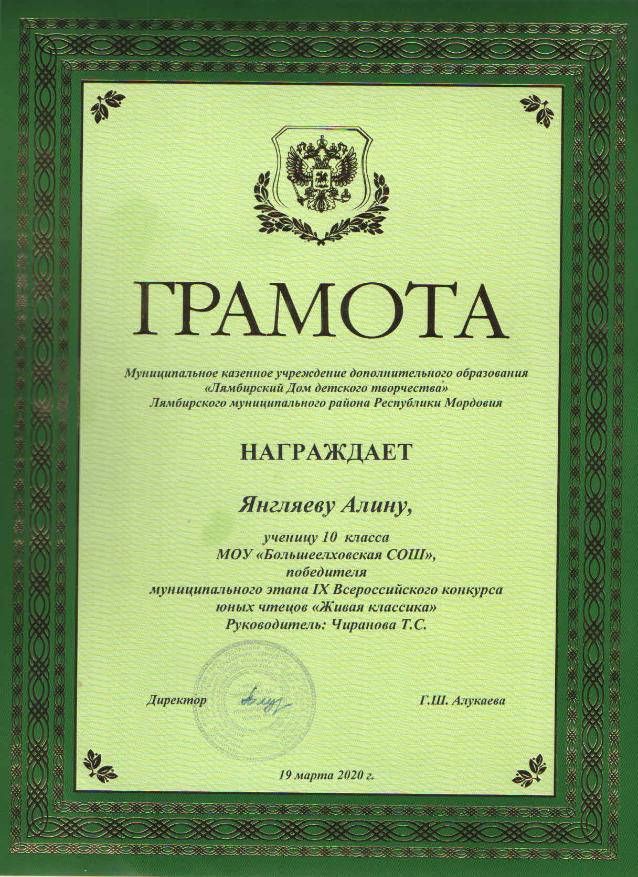 ГРАМОТА
Муниципальное казенное учреждение дополнительного образования
«Лямбирский Дом детского творчества»
Лямбирского муниципального района Республики Мордовия
НАГРАЖДАЕТ
Янгляеву Алину,
ученицу 10 класса
МОУ «Большеелховская СОШ»,
победителя
муниципального этапа IX Всероссийского конкурса
юных чтецов «Живая классика»
Руководитель: Чиранова Т.С.
Директор Г.Ш. Алукаева
19 марта 2020 г.